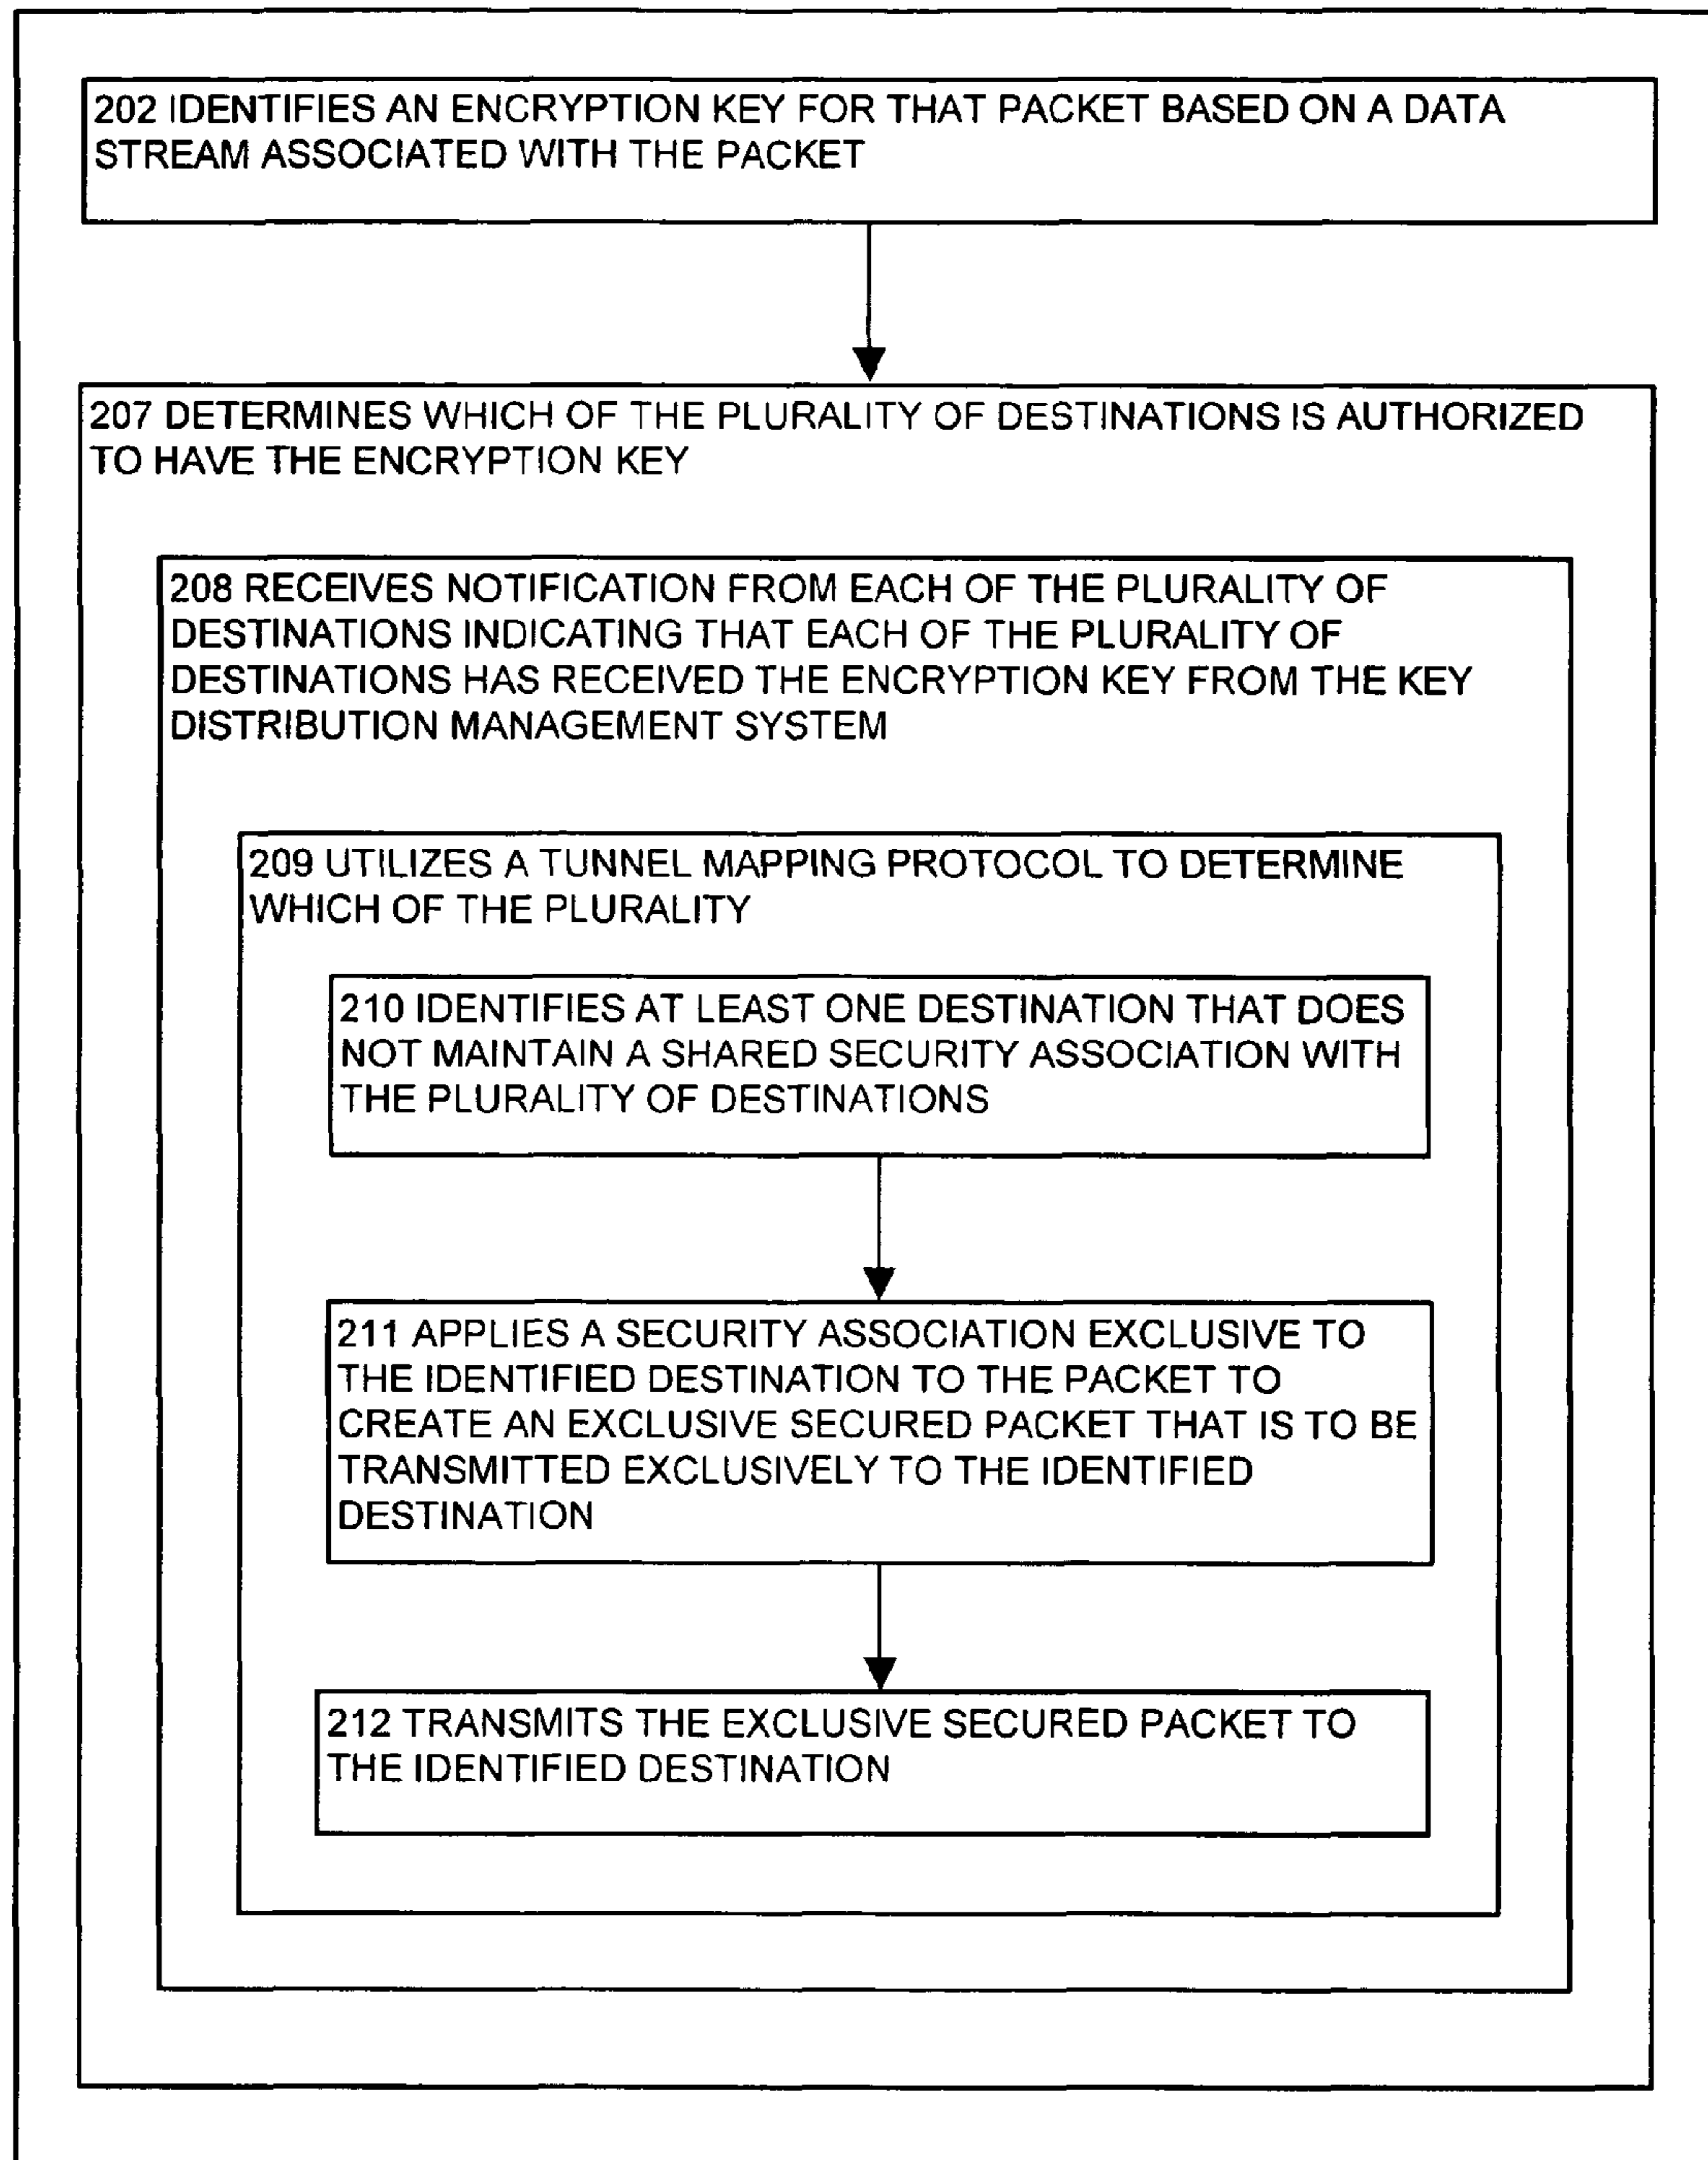 202 IDENTIFIES AN ENCRYPTION KEY FOR THAT PACKET BASED ON A DATA
STREAM ASSOCIATED WITH THE PACKET
207 DETERMINES WHICH OF THE PLURALITY OF DESTINATIONS IS AUTHORIZED
TO HAVE THE ENCRYPTION KEY
208 RECEIVES NOTIFICATION FROM EACH OF THE PLURALITY OF
DESTINATIONS INDICATING THAT EACH OF THE PLURALITY OF
DESTINATIONS HAS RECEIVED THE ENCRYPTION KEY FROM THE KEY
DISTRIBUTION MANAGEMENT SYSTEM
209 UTILIZES A TUNNEL MAPPING PROTOCOL TO DETERMINE
WHICH OF THE PLURALITY
210 IDENTIFIES AT LEAST ONE DESTINATION THAT DOES
NOT MAINTAIN A SHARED SECURITY ASSOCIATION WITH
THE PLURALITY OF DESTINATIONS
211 APPLIES A SECURITY ASSOCIATION EXCLUSIVE TO
THE IDENTIFIED DESTINATION TO THE PACKET TO
CREATE AN EXCLUSIVE SECURED PACKET THAT IS TO BE
TRANSMITTED EXCLUSIVELY TO THE IDENTIFIED
DESTINATION
212 TRANSMITS THE EXCLUSIVE SECURED PACKET TO
THE IDENTIFIED DESTINATION